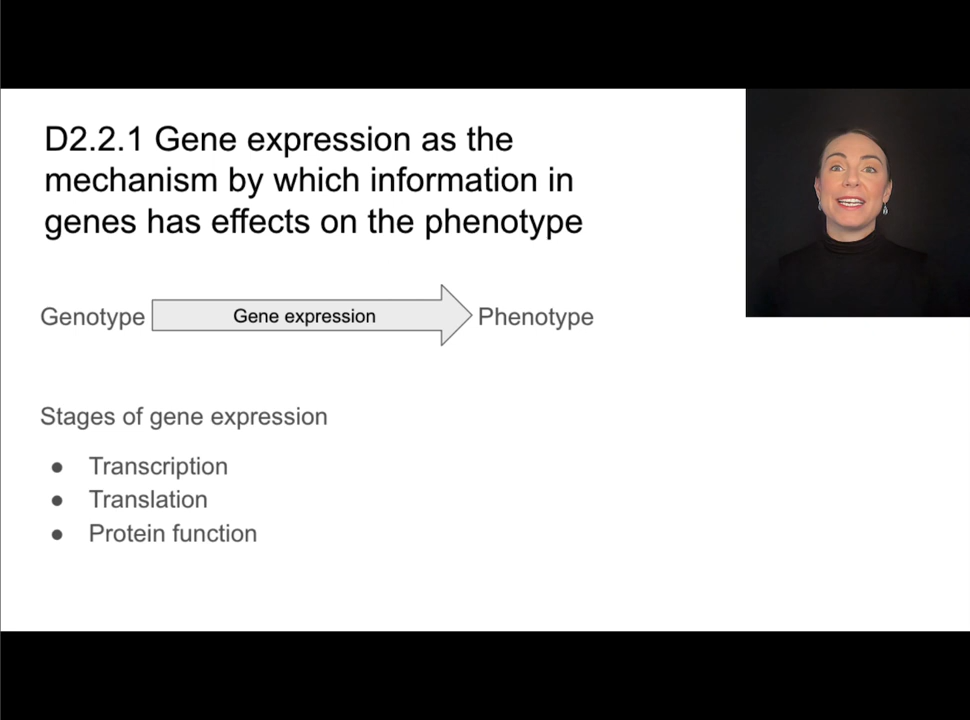 D2.2.1 Gene expression as the
mechanism by which information in
genes has effects on the phenotype
Genotype Gene expression Phenotype
Stages of gene expression
● Transcription
● Translation
● Protein function